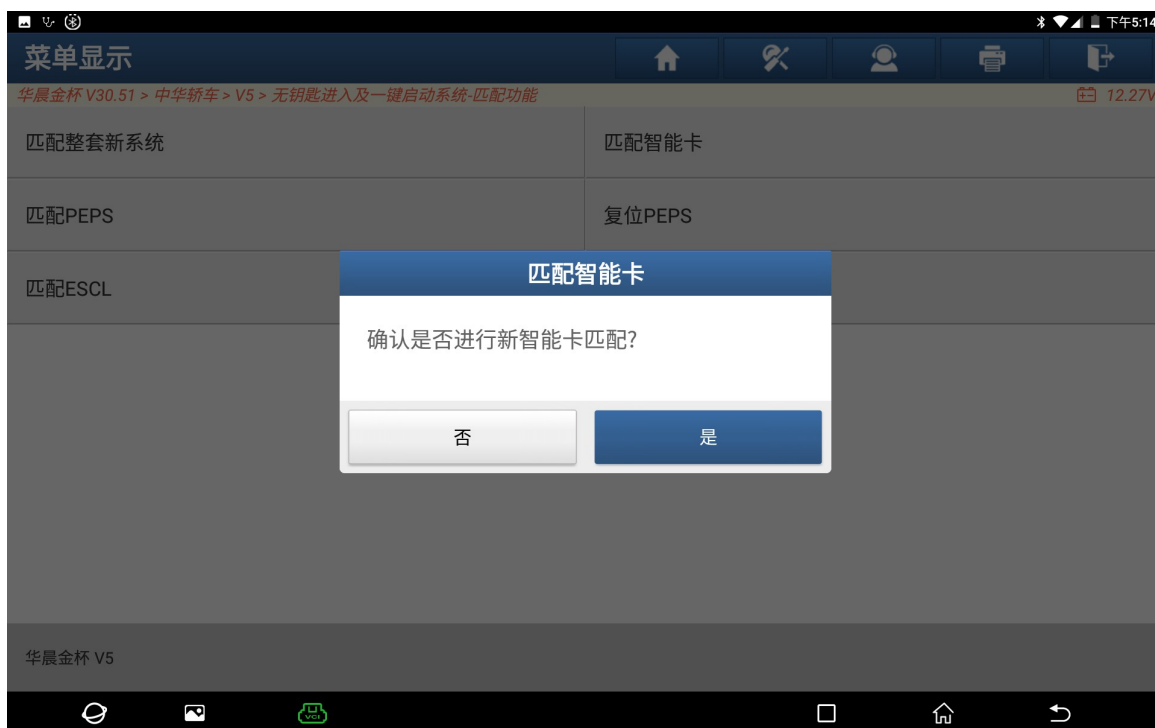 下午5:14
菜单显示
华晨金杯 V30.51 > 中华轿车 > V5 > 无钥匙进入及一键启动系统-匹配功能
12.27V
匹配整套新系统
匹配智能卡
匹配PEPS
复位PEPS
匹配ESCL
匹配智能卡
确认是否进行新智能卡匹配?
否
是
华晨金杯 V5
VCI